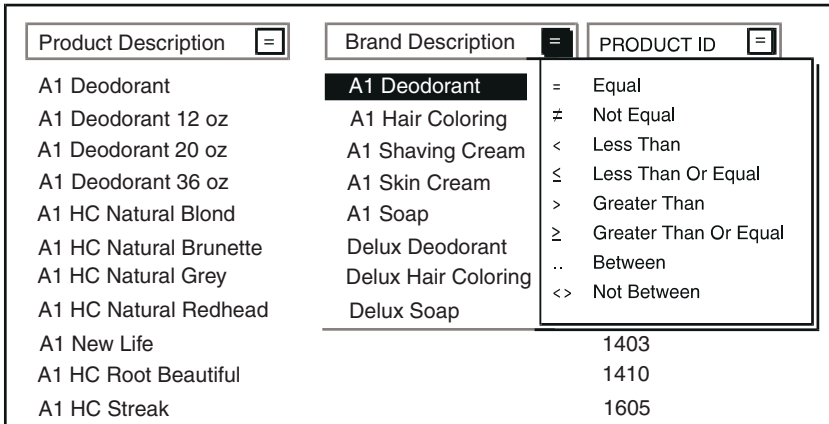 Product Description =
A1 Deodorant
A1 Deodorant 12 oz
A1 Deodorant 20 oz
A1 Deodorant 36 oz
A1 HC Natural Blond
A1 HC Natural Brunette
A1 HC Natural Grey
A1 HC Natural Redhead
A1 New Life
A1 HC Root Beautiful
A1 HC Streak
Brand Description =
A1 Deodorant
A1 Hair Coloring
A1 Shaving Cream
A1 Skin Cream
A1 Soap
Delux Deodorant
Delux Hair Coloring
Delux Soap
PRODUCT ID =
= Equal
≠ Not Equal
< Less Than
≤ Less Than Or Equal
> Greater Than
≥ Greater Than Or Equal
.. Between
<> Not Between
1403
1410
1605